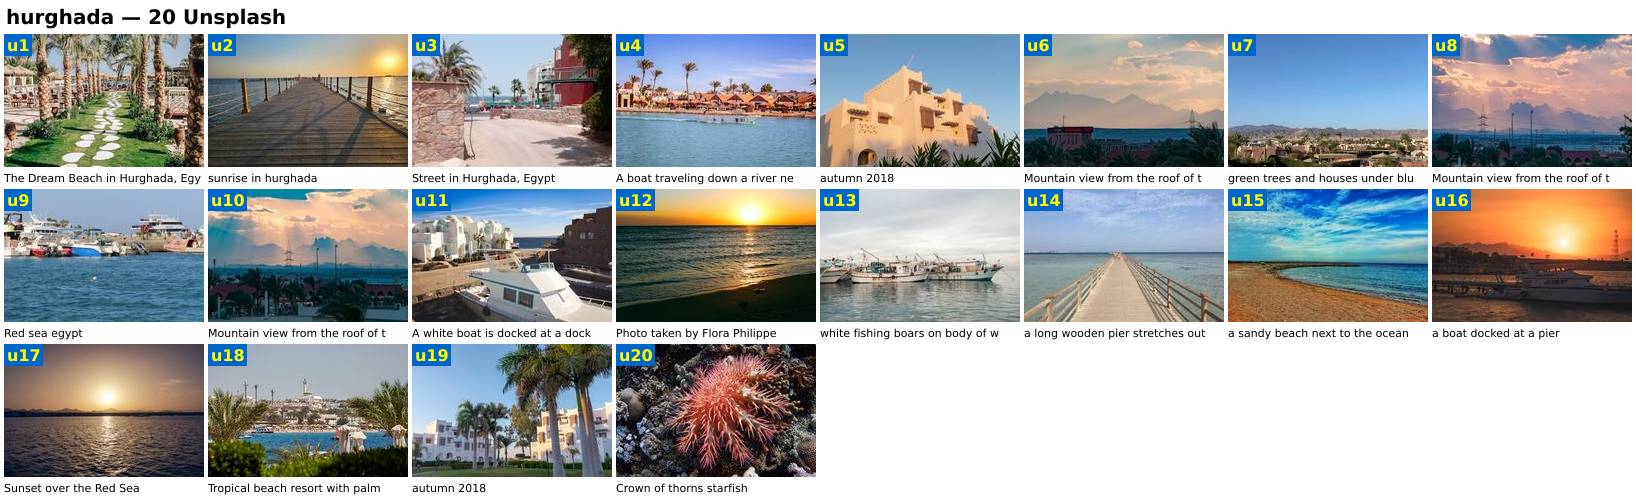 hurghada — 20 Unsplash
u1
u2
u3
u4
u5
u6
u7
u8
The Dream Beach in Hurghada, Egy
sunrise in hurghada
Street in Hurghada, Egypt
A boat traveling down a river ne
autumn 2018
Mountain view from the roof of t
green trees and houses under blu
Mountain view from the roof of t
u9
u10
u11
u12
u13
u14
u15
u16
Red sea egypt
Mountain view from the roof of t
A white boat is docked at a dock
Photo taken by Flora Philippe
white fishing boars on body of w
a long wooden pier stretches out
a sandy beach next to the ocean
a boat docked at a pier
u17
u18
u19
u20
Sunset over the Red Sea
Tropical beach resort with palm
autumn 2018
Crown of thorns starfish